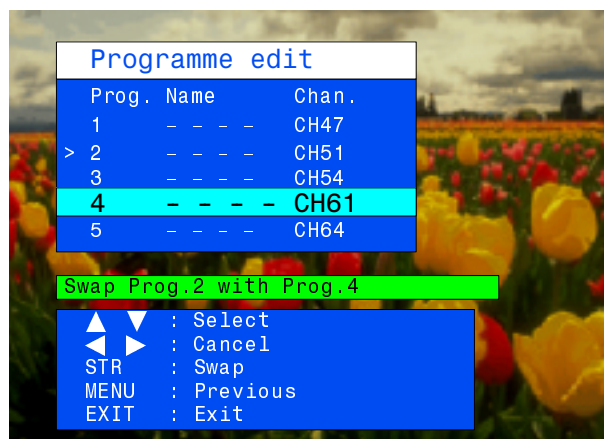 Programme edit
Prog. Name Chan.
1 – – – – CH47
> 2 – – – – CH51
3 – – – – CH54
4 – – – – CH61
5 – – – – CH64
Swap Prog.2 with Prog.4
▲ ▼ : Select
◀ ▶ : Cancel
STR : Swap
MENU : Previous
EXIT : Exit